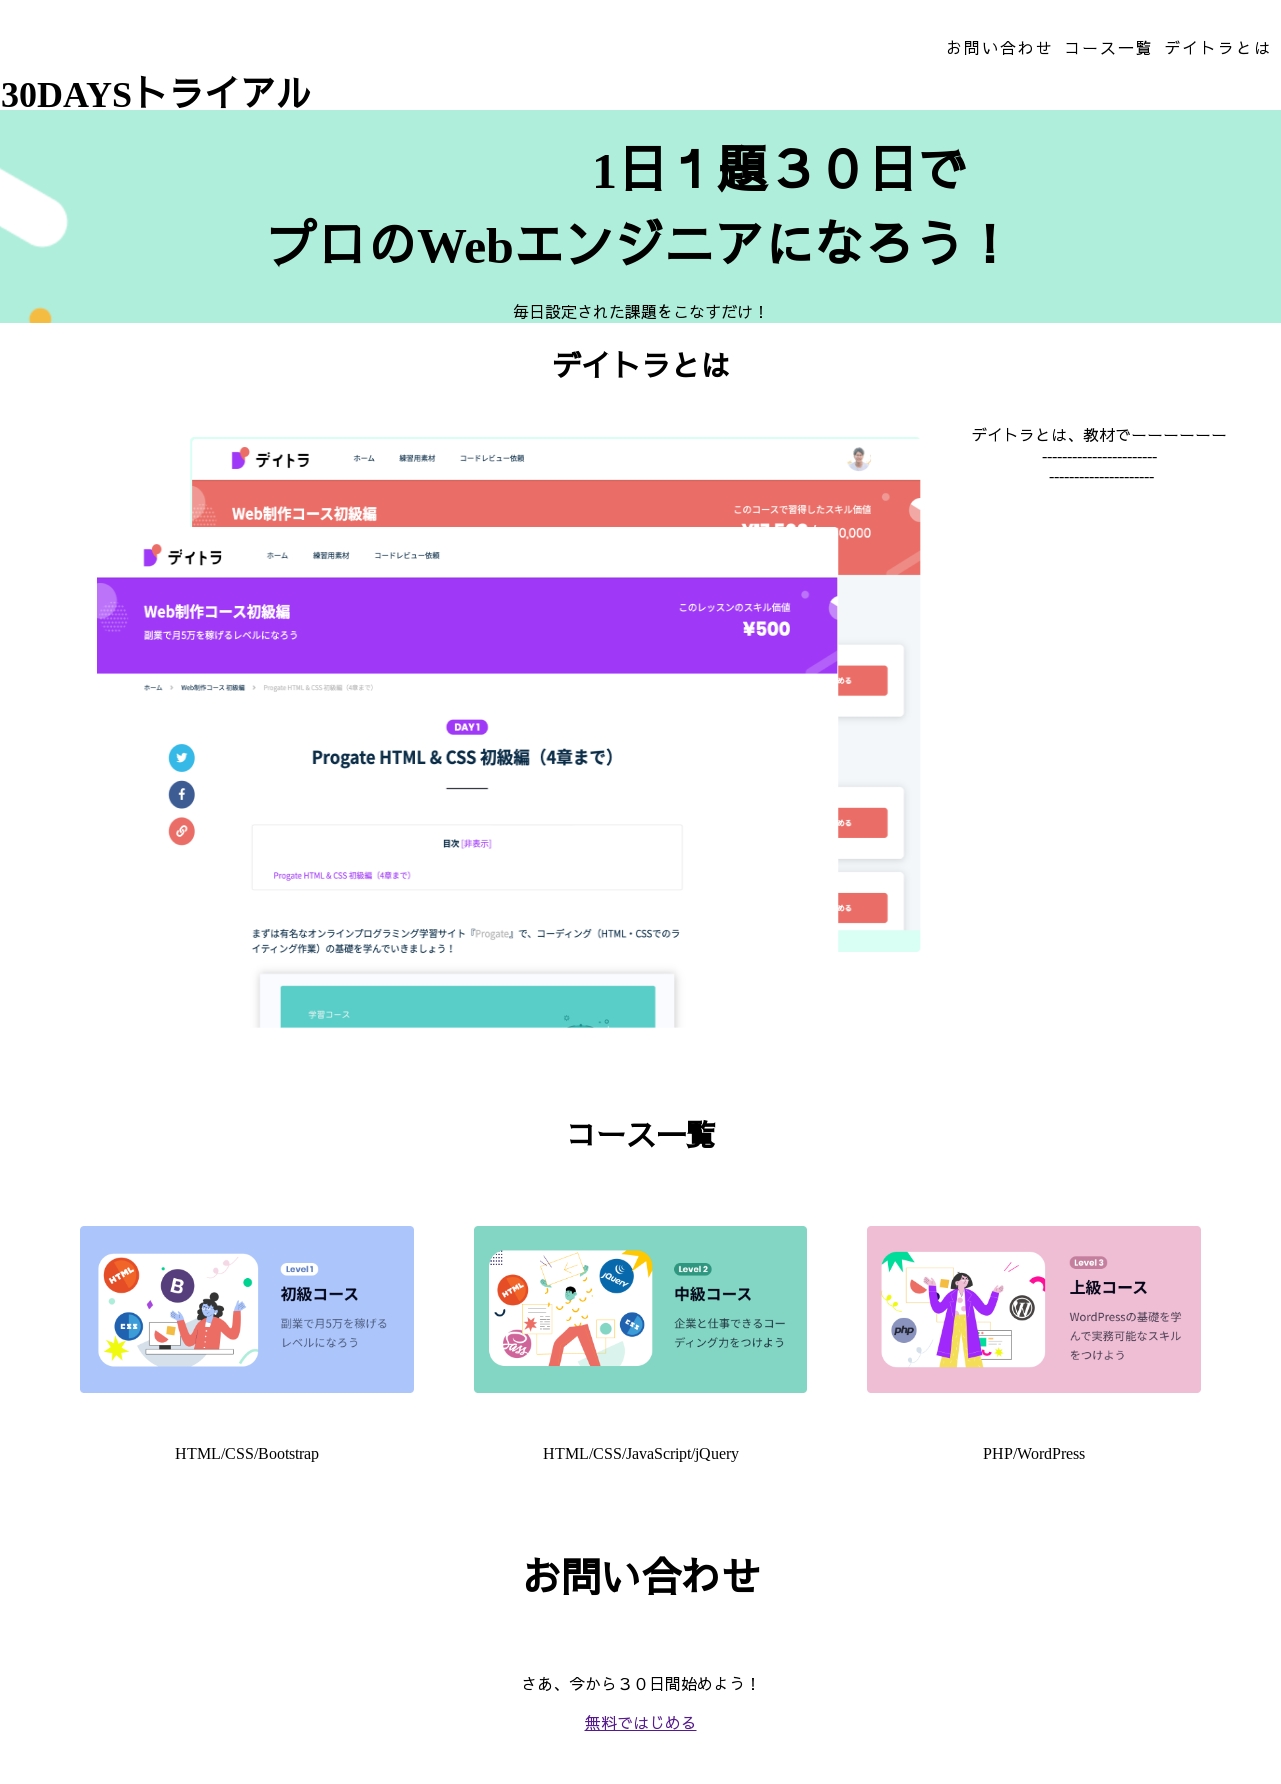 お問い合わせ コース一覧 デイトラとは
30DAYSトライアル
1日１題３０日で
プロのWebエンジニアになろう！
毎日設定された課題をこなすだけ！
デイトラとは
デイトラ ホーム 練習用素材 コードレビュー依頼
Web制作コース初級編
このコースで習得したスキル価値
0,000
デイトラ ホーム 練習用素材 コードレビュー依頼
Web制作コース初級編
副業で月5万を稼げるレベルになろう
このレッスンのスキル価値
¥500
ホーム > Web制作コース 初級編 > Progate HTML & CSS 初級編（4章まで）
DAY1
Progate HTML & CSS 初級編（4章まで）
目次 [非表示]
Progate HTML & CSS 初級編（4章まで）
まずは有名なオンラインプログラミング学習サイト『Progate』で、コーディング（HTML・CSSでのラ
イティング作業）の基礎を学んでいきましょう！
学習コース
める
める
める
デイトラとは、教材でーーーーーー
-----------------------
---------------------
コース一覧
HTML
B
CSS
Level 1
初級コース
副業で月5万を稼げる
レベルになろう
HTML
jQuery
CSS
Sass
Level 2
中級コース
企業と仕事できるコー
ディング力をつけよう
php
Level 3
上級コース
WordPressの基礎を学
んで実務可能なスキル
をつけよう
HTML/CSS/Bootstrap
HTML/CSS/JavaScript/jQuery
PHP/WordPress
お問い合わせ
さあ、今から３０日間始めよう！
無料ではじめる